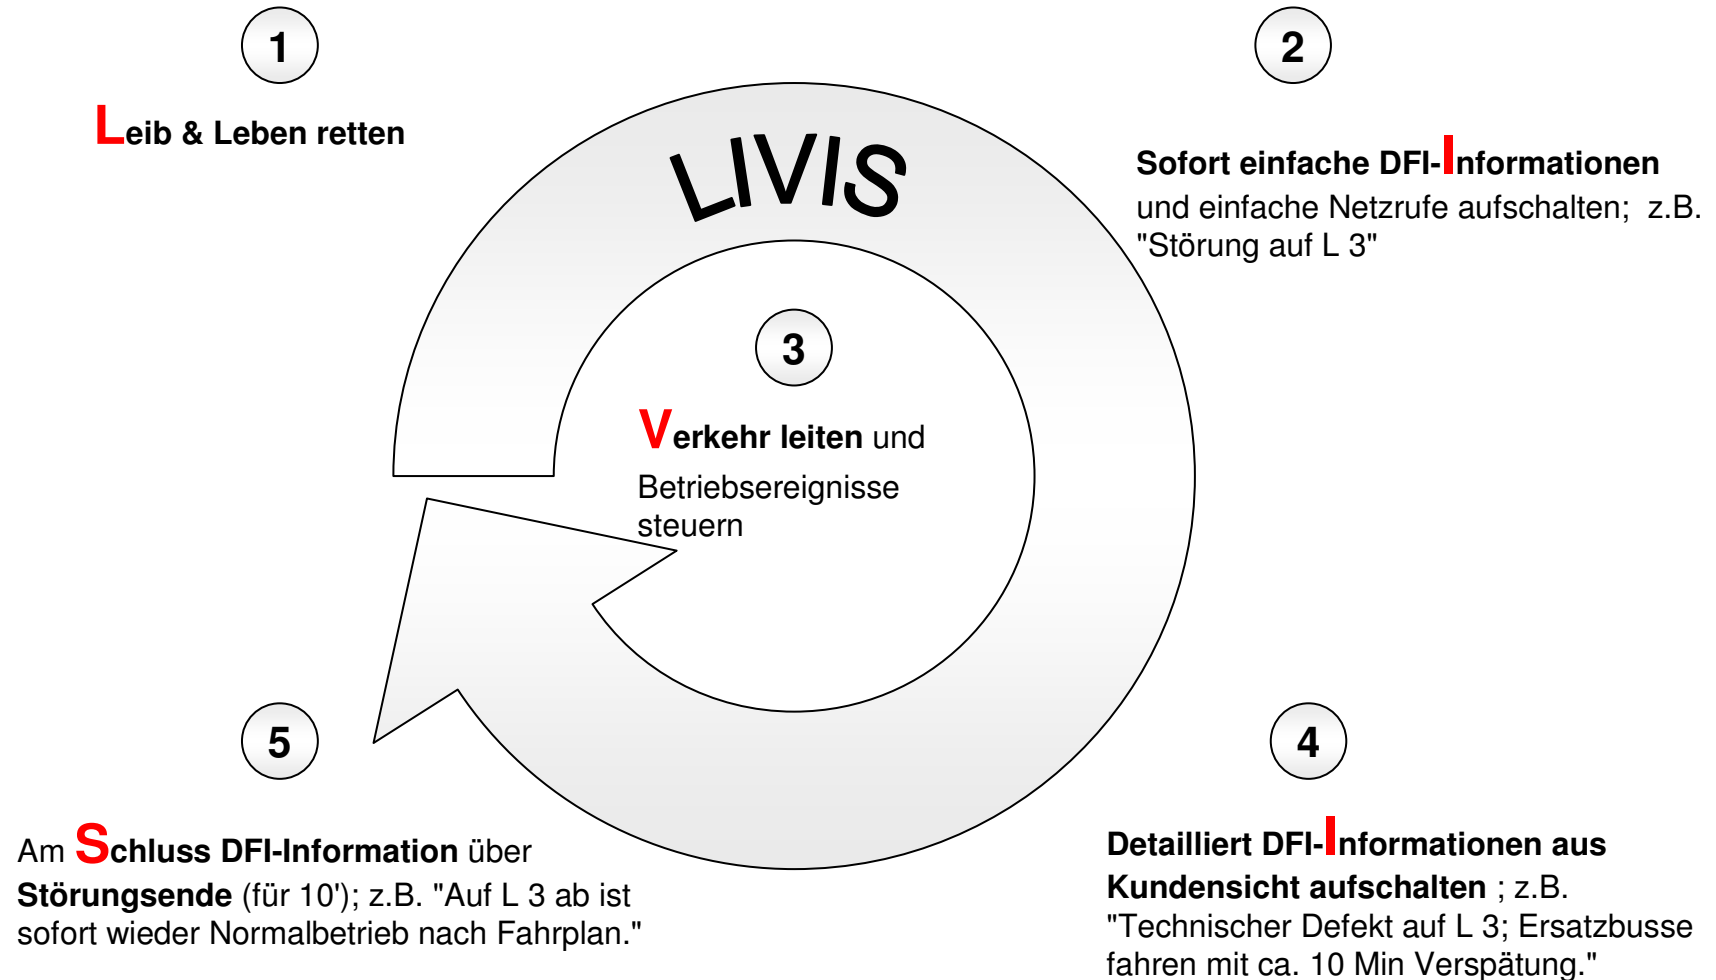 1
Leib & Leben retten
2
Sofort einfache DFI-Informationen
und einfache Netzrufe aufschalten; z.B.
"Störung auf L 3"
LIVIS
3
Verkehr leiten und
Betriebsereignisse
steuern
4
Detailliert DFI-Informationen aus
Kundensicht aufschalten ; z.B.
"Technischer Defekt auf L 3; Ersatzbusse
fahren mit ca. 10 Min Verspätung."
5
Am Schluss DFI-Information über
Störungsende (für 10'); z.B. "Auf L 3 ab ist
sofort wieder Normalbetrieb nach Fahrplan."